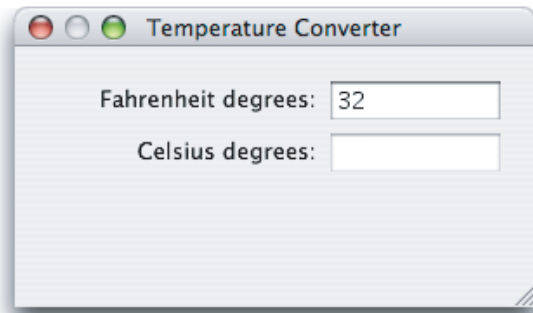 Temperature Converter
Fahrenheit degrees: 32
Celsius degrees: